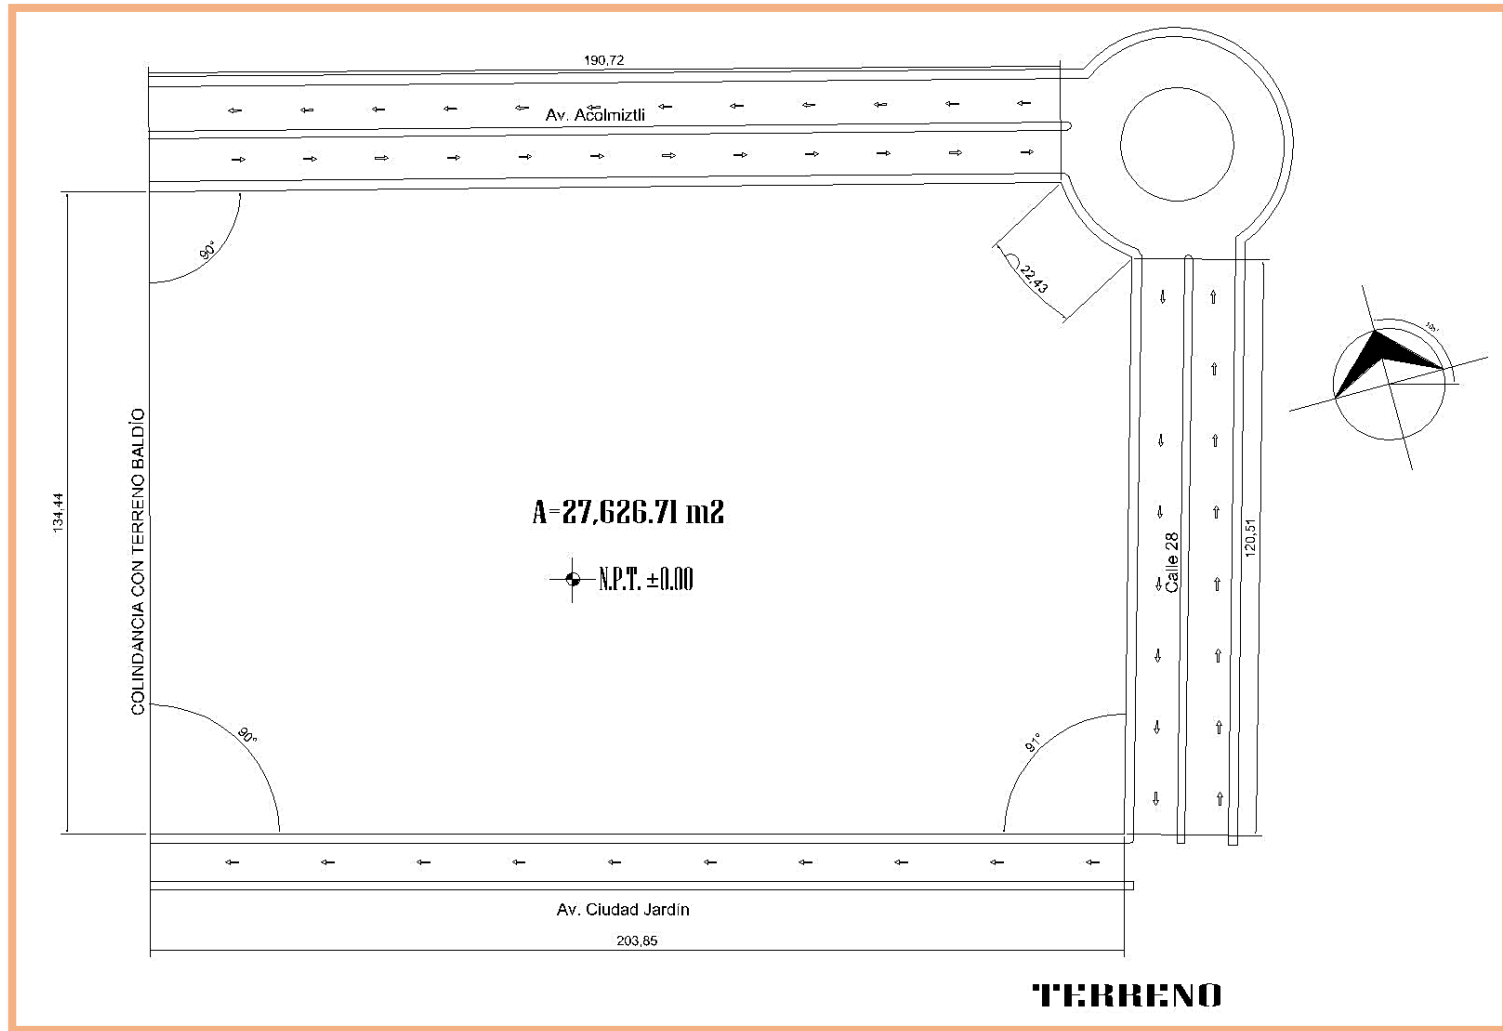 190,72
Av. Acolmiztli
90°
22,43
134,44
COLINDANCIA CON TERRENO BALDÍO
A=27,626.71 m2
N.P.T. ±0.00
Calle 28
120,51
90°
91°
Av. Ciudad Jardín
203,85
TERRENO